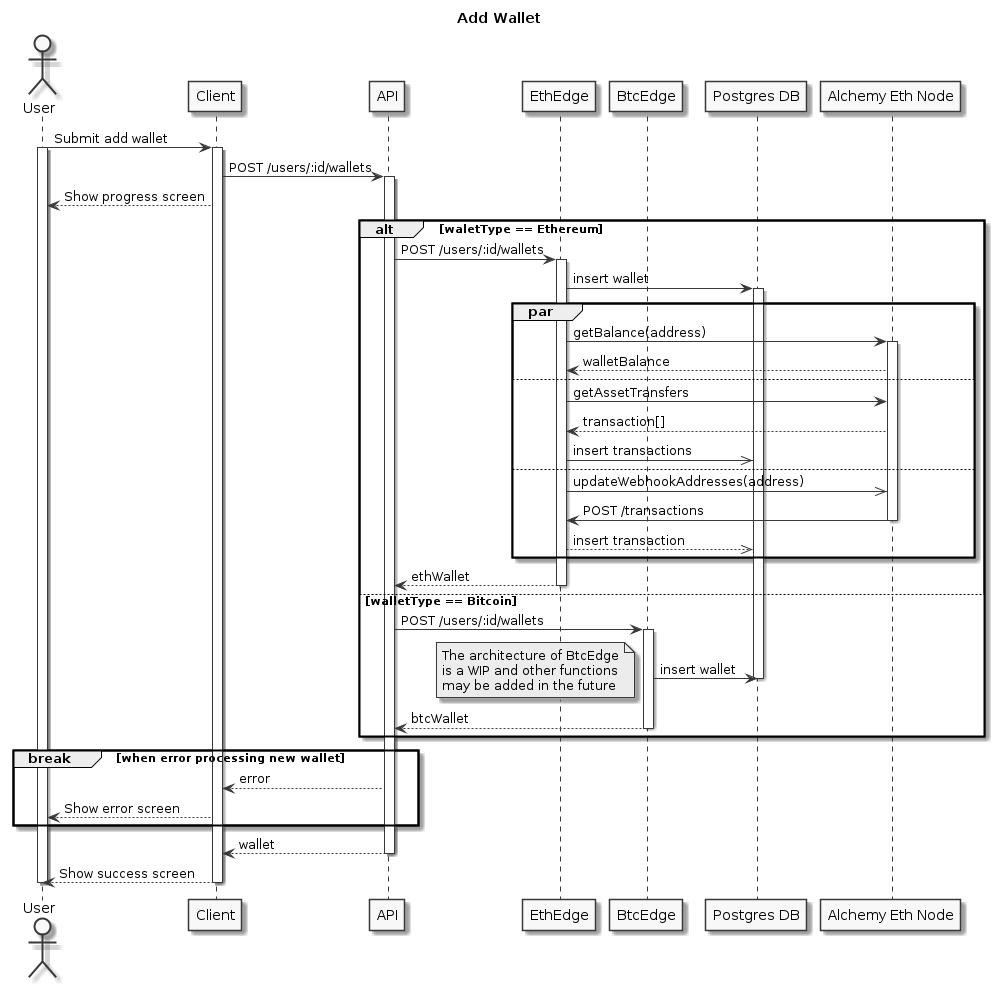 Add Wallet
User
Client
API
EthEdge
BtcEdge
Postgres DB
Alchemy Eth Node
Submit add wallet
POST /users/:id/wallets
Show progress screen
alt
[waletType == Ethereum]
POST /users/:id/wallets
insert wallet
par
getBalance(address)
walletBalance
getAssetTransfers
transaction[]
insert transactions
updateWebhookAddresses(address)
POST /transactions
insert transaction
ethWallet
[walletType == Bitcoin]
POST /users/:id/wallets
The architecture of BtcEdge
is a WIP and other functions
may be added in the future
insert wallet
btcWallet
break
[when error processing new wallet]
error
Show error screen
wallet
Show success screen
User
Client
API
EthEdge
BtcEdge
Postgres DB
Alchemy Eth Node